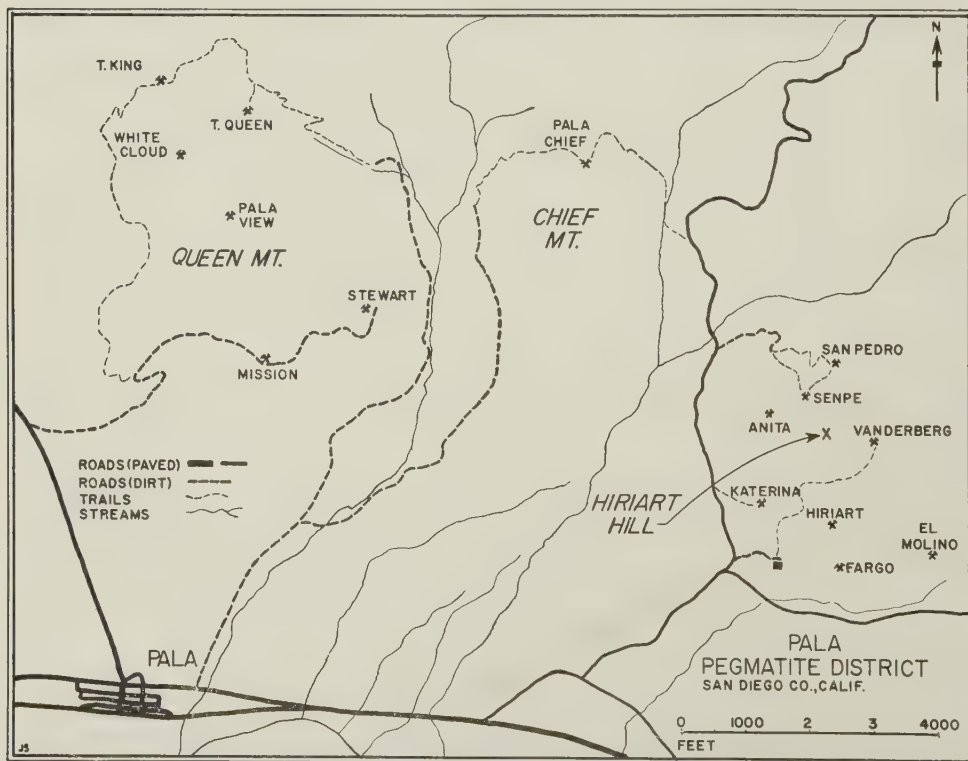 N
T. KING
T. QUEEN
WHITE
CLOUD
PALA
VIEW
QUEEN MT.
STEWART
MISSION
PALA
CHIEF
CHIEF
MT.
SAN PEDRO
SENPE
ANITA
VANDERBERG
KATERINA
HIRIART
HIRIART
HILL
EL
MOLINO
FARGO
ROADS (PAVED)
ROADS (DIRT)
TRAILS
STREAMS
PALA
PALA
PEGMATITE DISTRICT
SAN DIEGO CO., CALIF.
0 1000 2 3 4000
FEET
JS